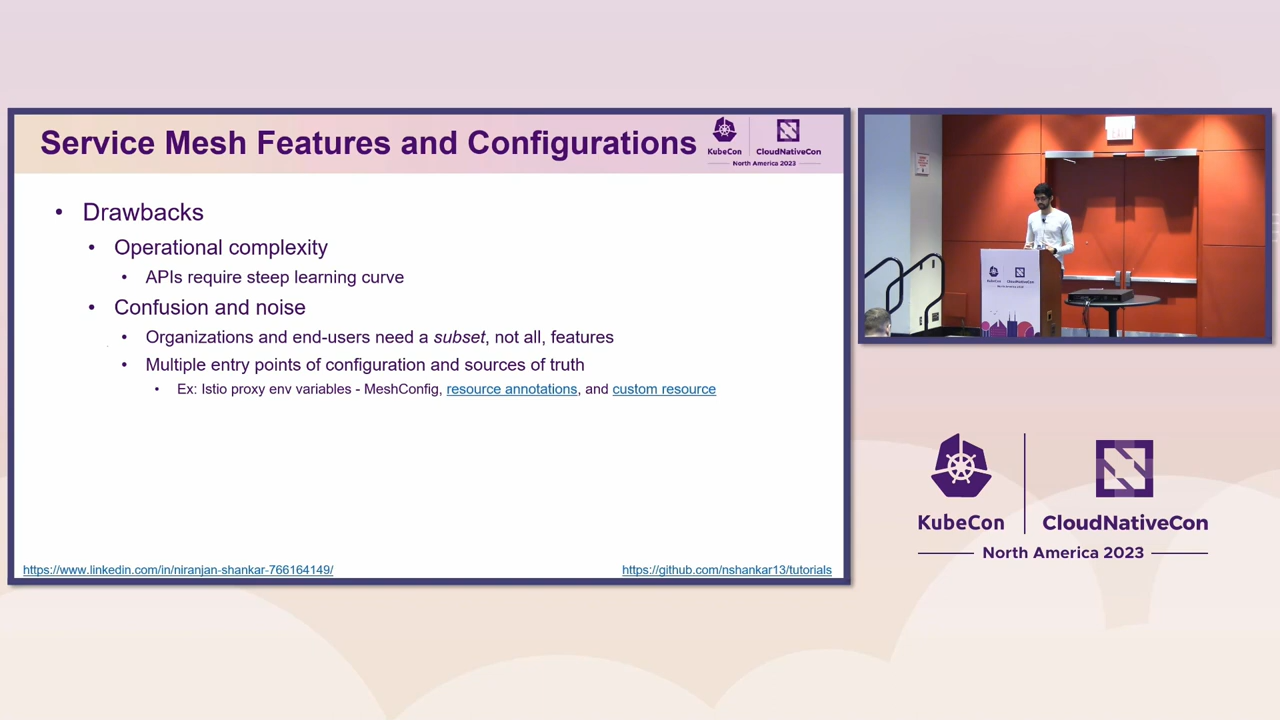 Service Mesh Features and Configurations
KubeCon
CloudNativeCon
North America 2023
• Drawbacks
• Operational complexity
• APIs require steep learning curve
• Confusion and noise
• Organizations and end-users need a subset, not all, features
• Multiple entry points of configuration and sources of truth
• Ex: Istio proxy env variables - MeshConfig, resource annotations, and custom resource
https://www.linkedin.com/in/niranjan-shankar-766164149/
https://github.com/nshankar13/tutorials
KubeCon
CloudNativeCon
North America 2023